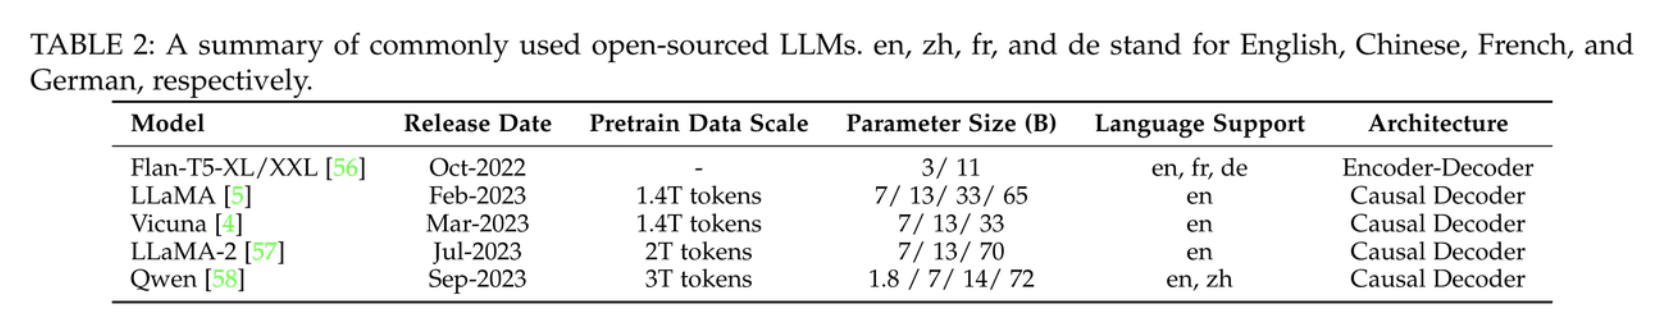 TABLE 2: A summary of commonly used open-sourced LLMs. en, zh, fr, and de stand for English, Chinese, French, and
German, respectively.
Model Release Date Pretrain Data Scale Parameter Size (B) Language Support Architecture
Flan-T5-XL/XXL [56] Oct-2022 - 3/ 11 en, fr, de Encoder-Decoder
LLaMA [5] Feb-2023 1.4T tokens 7/ 13/ 33/ 65 en Causal Decoder
Vicuna [4] Mar-2023 1.4T tokens 7/ 13/ 33 en Causal Decoder
LLaMA-2 [57] Jul-2023 2T tokens 7/ 13/ 70 en Causal Decoder
Qwen [58] Sep-2023 3T tokens 1.8 / 7/ 14/ 72 en, zh Causal Decoder